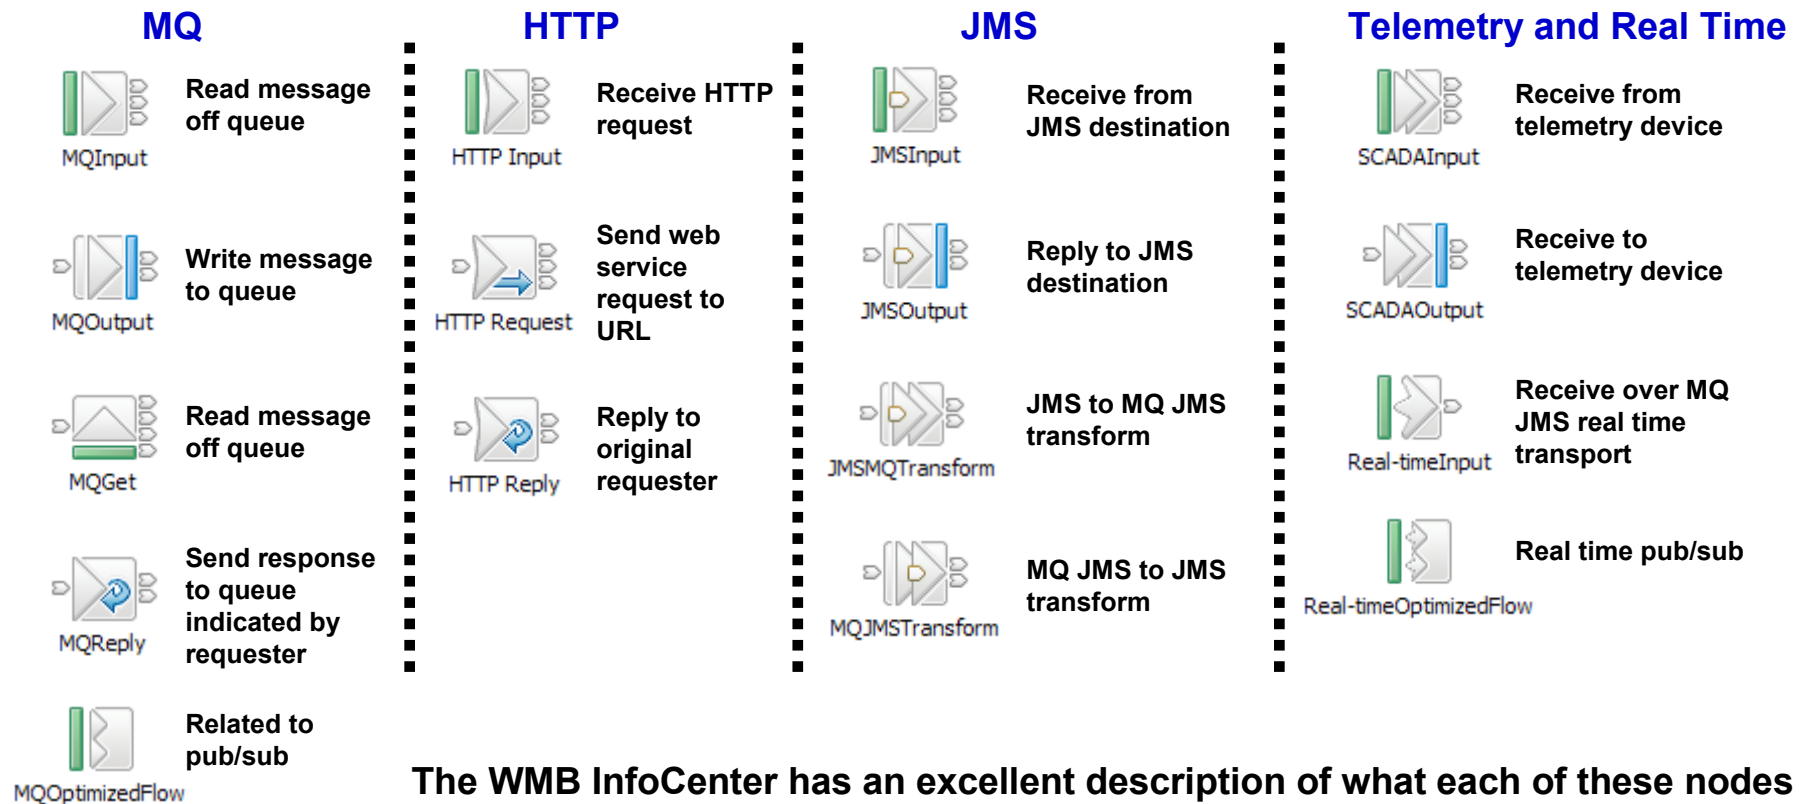 MQ
Read message
off queue
MQInput
Write message
to queue
MQOutput
Read message
off queue
MQGet
Send response
to queue
indicated by
requester
MQReply
Related to
pub/sub
MQOptimizedFlow
HTTP
Receive HTTP
request
HTTP Input
Send web
service
request to
URL
HTTP Request
Reply to
original
requester
HTTP Reply
JMS
Receive from
JMS destination
JMSInput
Reply to JMS
destination
JMSOutput
JMS to MQ JMS
transform
JMSMQTransform
MQ JMS to JMS
transform
MQJMSTransform
Telemetry and Real Time
Receive from
telemetry device
SCADAInput
Receive to
telemetry device
SCADAOutput
Receive over MQ
JMS real time
transport
Real-timeInput
Real time pub/sub
Real-timeOptimizedFlow
The WMB InfoCenter has an excellent description of what each of these nodes